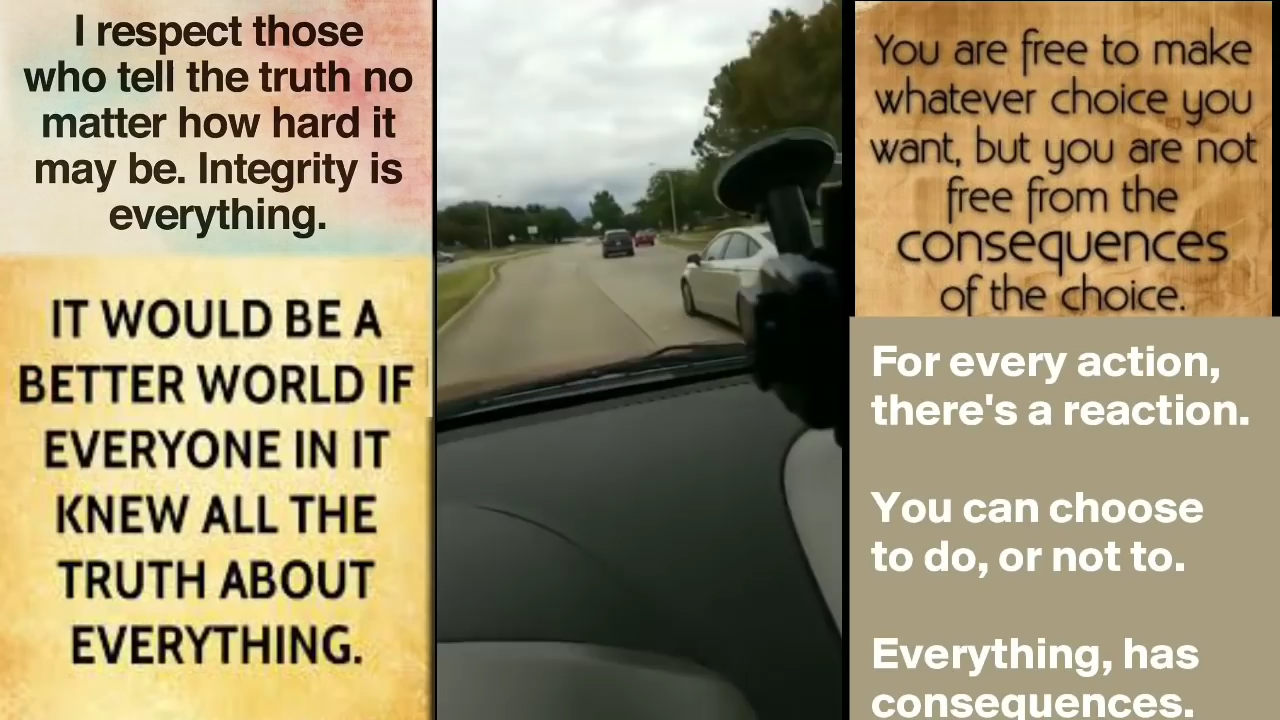 I respect those
who tell the truth no
matter how hard it
may be. Integrity is
everything.
IT WOULD BE A
BETTER WORLD IF
EVERYONE IN IT
KNEW ALL THE
TRUTH ABOUT
EVERYTHING.
You are free to make
whatever choice you
want, but you are not
free from the
consequences
of the choice.
For every action,
there's a reaction.
You can choose
to do, or not to.
Everything, has
consequences.